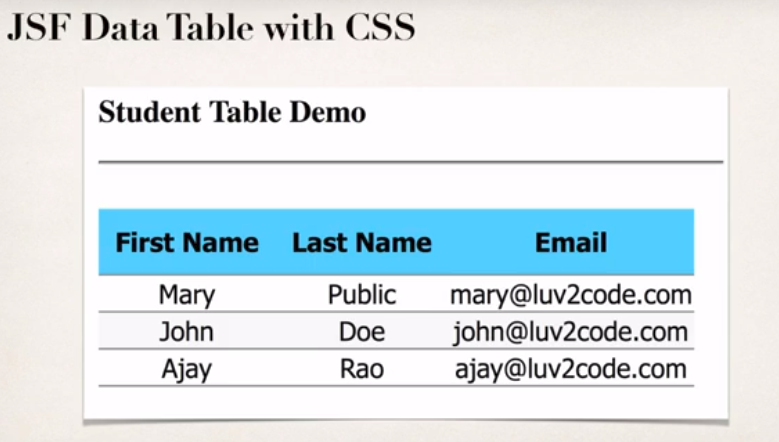 JSF Data Table with CSS
Student Table Demo
First Name Last Name Email
Mary Public mary@luv2code.com
John Doe john@luv2code.com
Ajay Rao ajay@luv2code.com